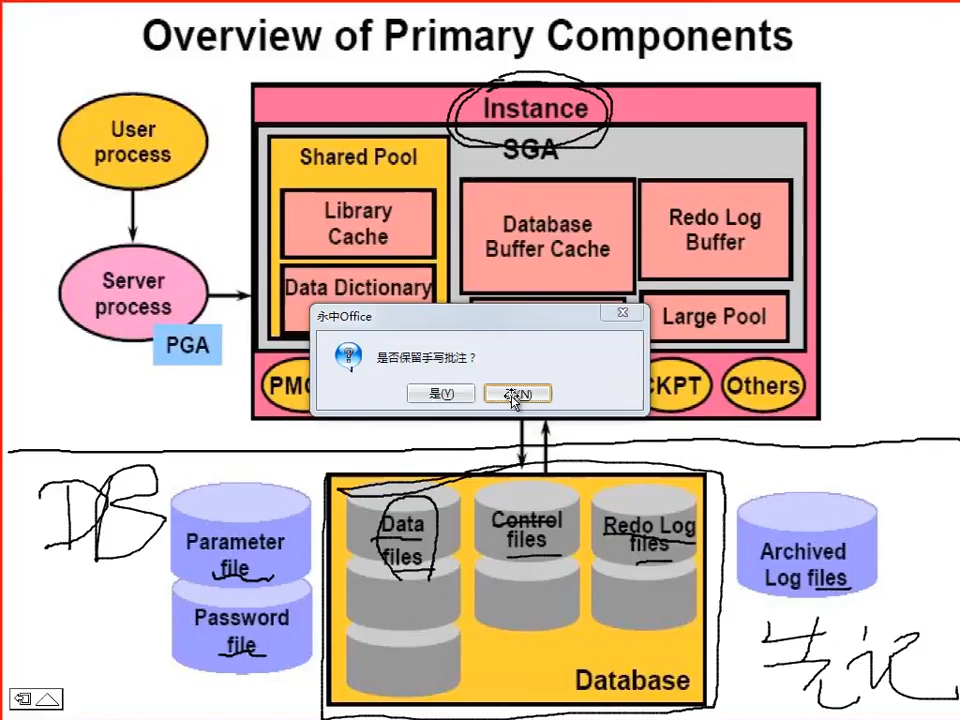 Overview of Primary Components
Instance
User
process
SGA
Shared Pool
Library
Cache
Database
Buffer Cache
Redo Log
Buffer
Server
process
Data Dictionary
PGA
Large Pool
永中Office
是否保留手写批注？
是(Y)
(N)
PMO
CKPT
Others
DB
Data
files
Control
files
Redo Log
files
Parameter
file
Archived
Log files
Password
file
先记
Database